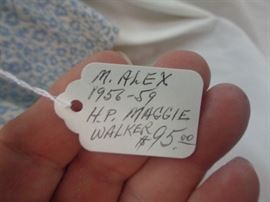 M. ALEX
1956-59
H.P. MAGGIE
WALKER $95.00